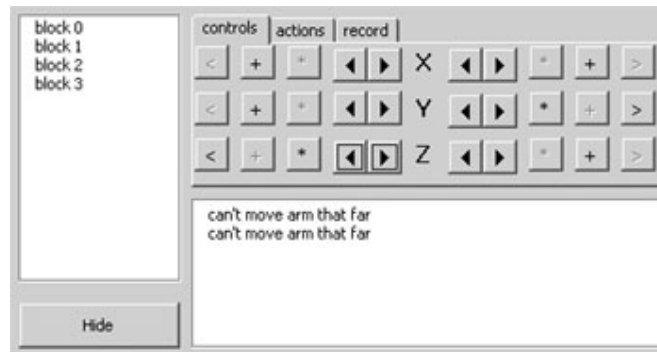 block 0
block 1
block 2
block 3
controls actions record
< + * X * + >
< + * Y * + >
< + * Z * + >
can't move arm that far
can't move arm that far
Hide